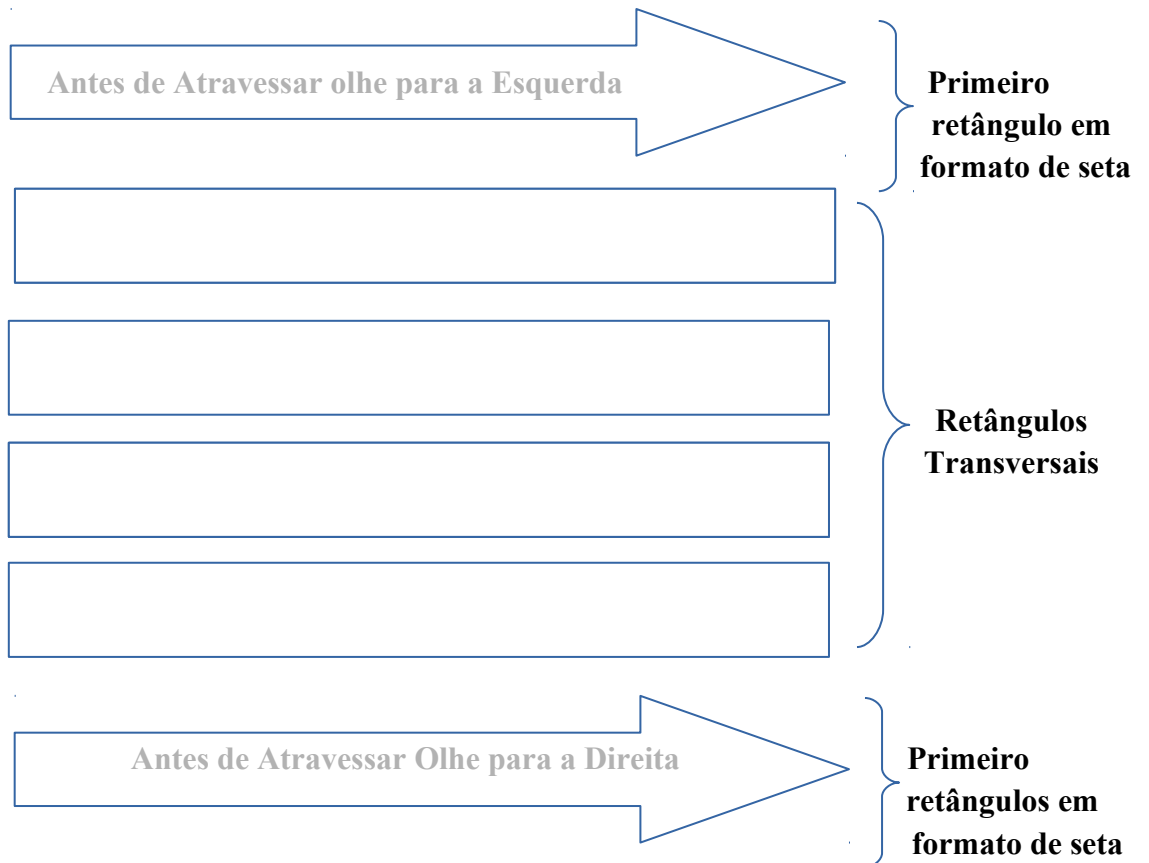 Antes de Atravessar olhe para a Esquerda
Primeiro
retângulo em
formato de seta
Retângulos
Transversais
Antes de Atravessar Olhe para a Direita
Primeiro
retângulos em
formato de seta